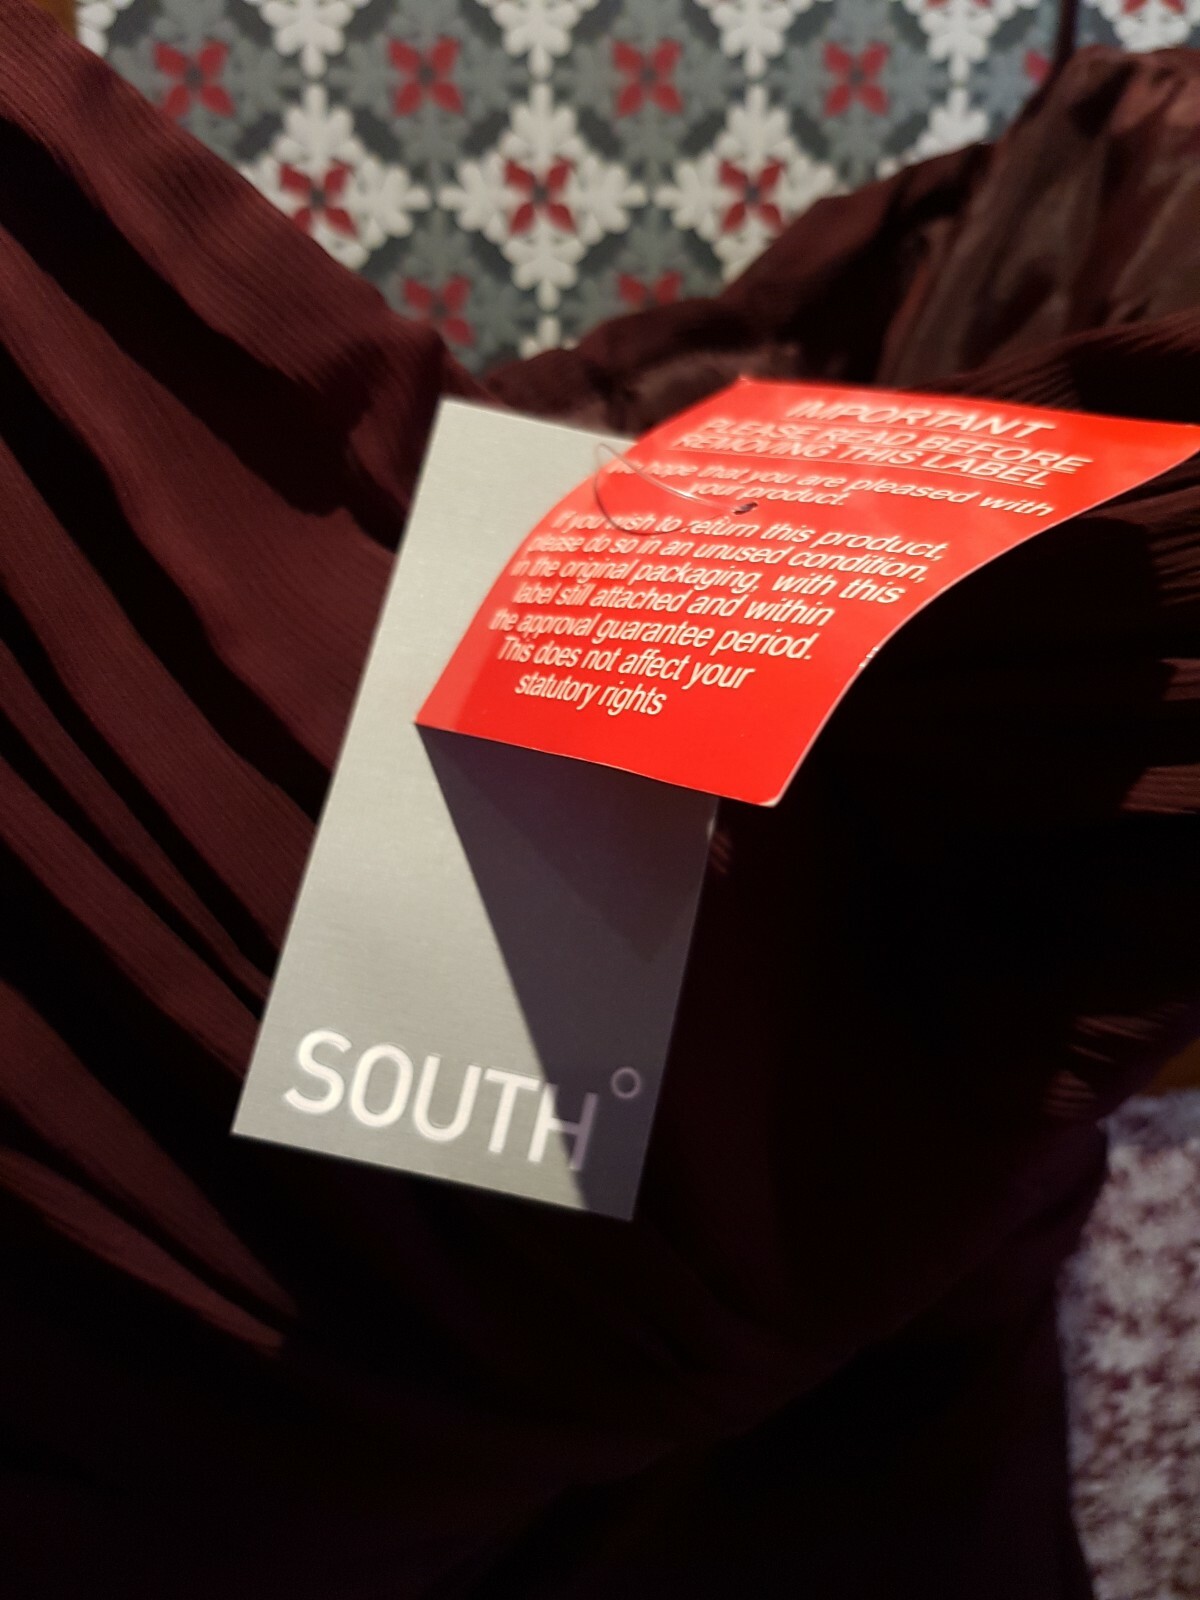 IMPORTANT
PLEASE READ BEFORE
REMOVING THIS LABEL
We hope that you are pleased with
your product.
If you wish to return this product,
please do so in an unused condition,
in the original packaging, with this
label still attached and within
the approval guarantee period.
This does not affect your
statutory rights
SOUTH°